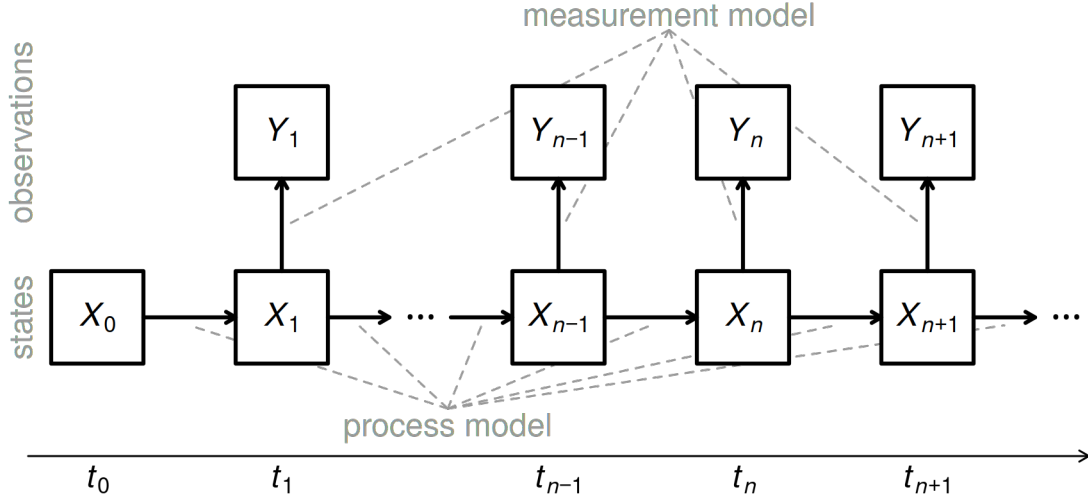 measurement model
observations
Y₁ Yₙ₋₁ Yₙ Yₙ₊₁
states
X₀ X₁ ... Xₙ₋₁ Xₙ Xₙ₊₁ ...
process model
t₀ t₁ tₙ₋₁ tₙ tₙ₊₁